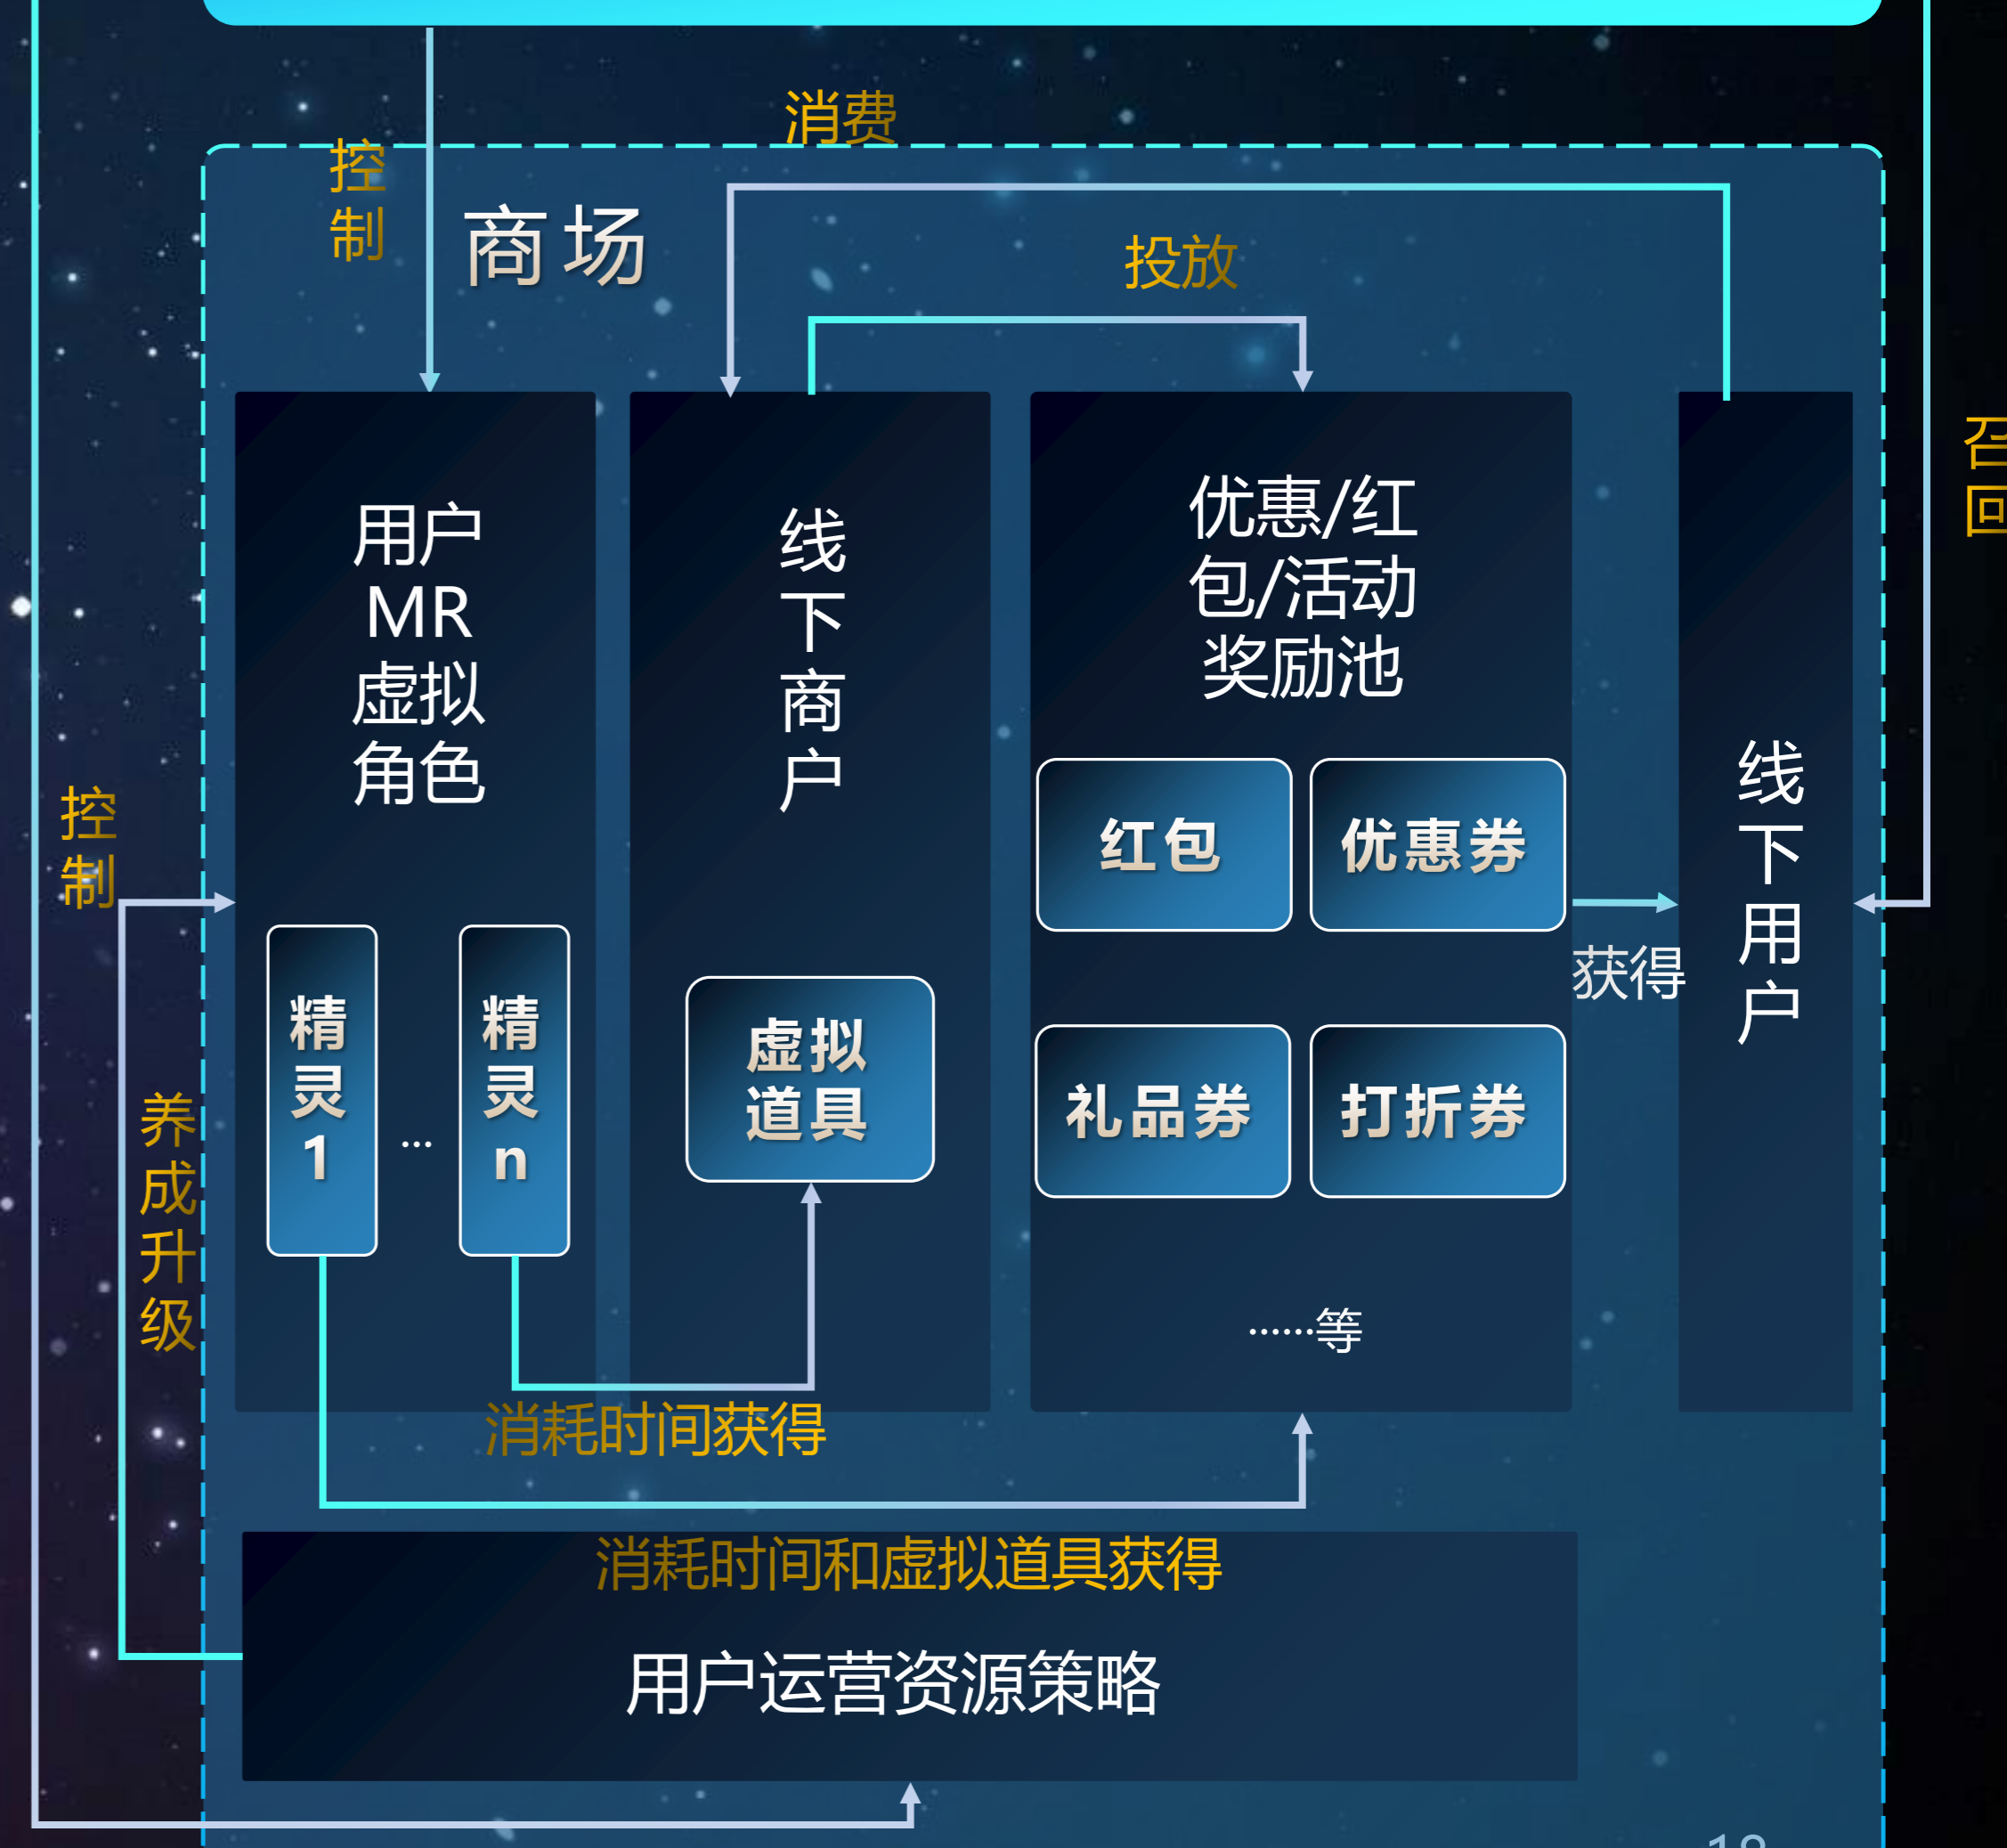 消费
控
制
商场
投放
召
回
用户
MR
虚拟
角色
线
下
商
户
优惠/红
包/活动
奖励池
线
下
用
户
控
制
红包
优惠券
获得
精
灵
1
...
精
灵
n
虚拟
道具
礼品券
打折券
养
成
升
级
……等
消耗时间获得
消耗时间和虚拟道具获得
用户运营资源策略